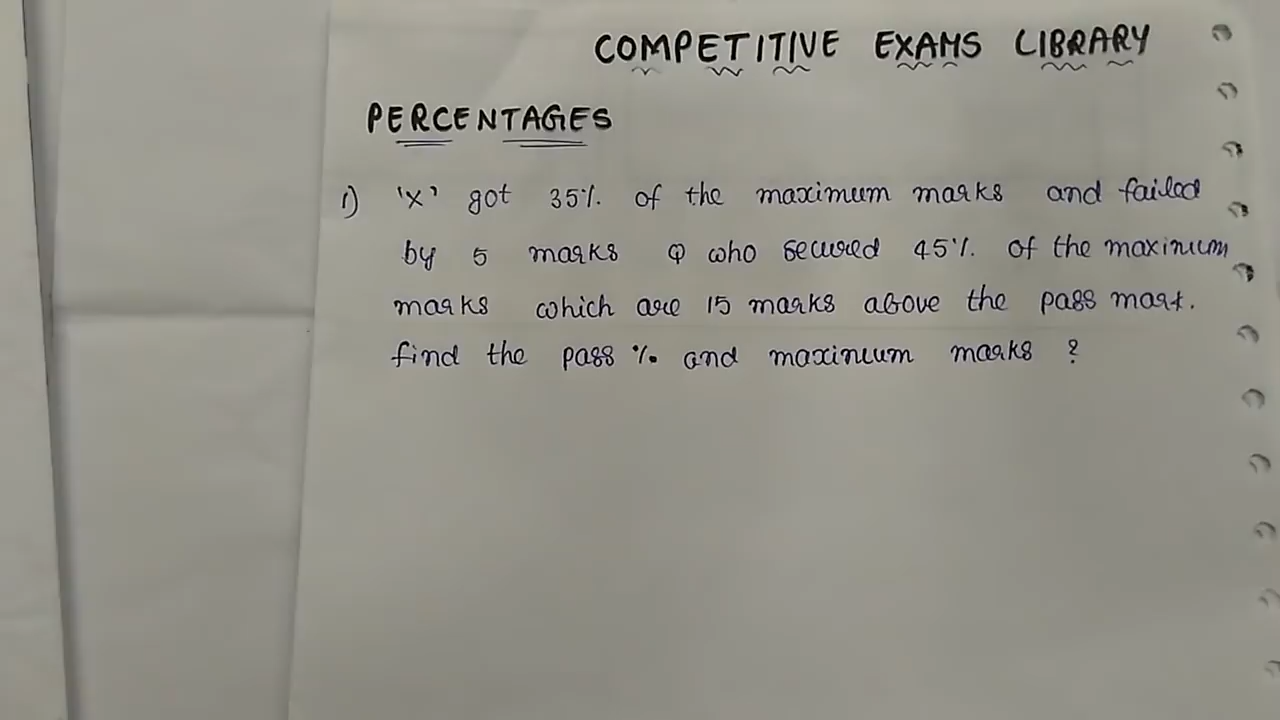 COMPETITIVE EXAMS LIBRARY
PERCENTAGES
1) 'X' got 35% of the maximum marks and failed
by 5 marks Q who secured 45% of the maximum
marks which are 15 marks above the pass mark.
find the pass % and maximum marks ?